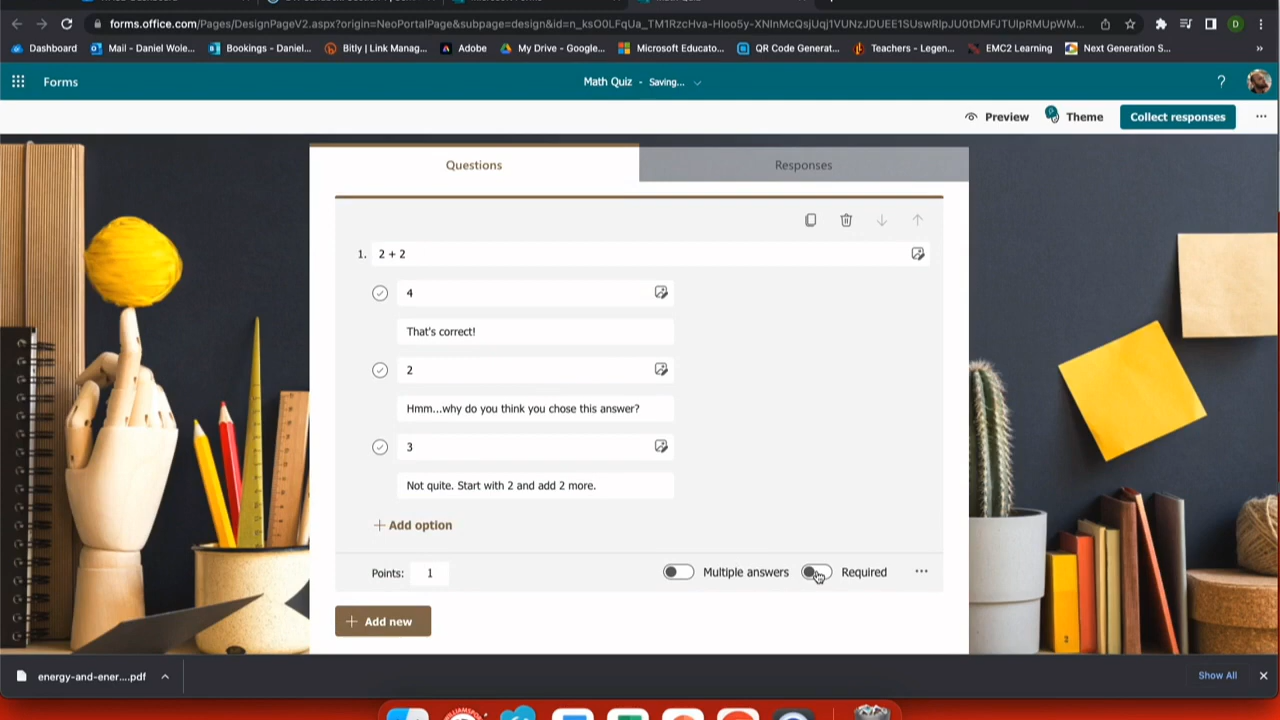 forms.office.com/Pages/DesignPageV2.aspx?origin=NeoPortalPage&subpage=design&id=n_ksO0LFqUa_TM1RzcHva-Hloo5y-XNInMcQsjUqj1VUNzJDUEE1SUswRlpJU0tDMFJTUlpRMUpWM...
Dashboard
Mail - Daniel Wole...
Bookings - Daniel...
Bitly | Link Manag...
Adobe
My Drive - Google...
Microsoft Educato...
QR Code Generat...
Teachers - Legen...
EMC2 Learning
Next Generation S...
»
D
Forms
Math Quiz - Saving...
?
Preview
Theme
Collect responses
...
Questions
Responses
1. 2 + 2
4
That's correct!
2
Hmm...why do you think you chose this answer?
3
Not quite. Start with 2 and add 2 more.
+ Add option
Points: 1
Multiple answers
Required
...
+ Add new
2
energy-and-ener....pdf
Show All